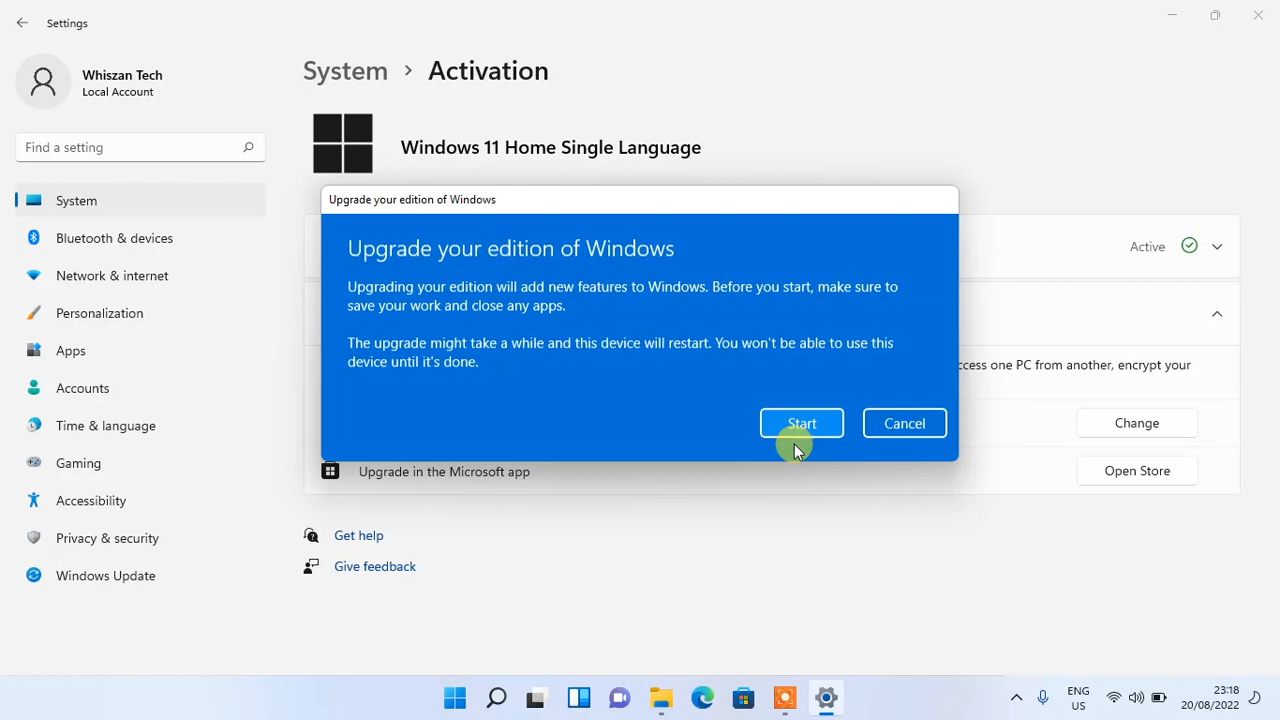 Settings
Whiszan Tech
Local Account
Find a setting
System
Bluetooth & devices
Network & internet
Personalization
Apps
Accounts
Time & language
Gaming
Accessibility
Privacy & security
Windows Update
System > Activation
Windows 11 Home Single Language
Active
Upgrade your edition of Windows
Upgrade your edition of Windows
Upgrading your edition will add new features to Windows. Before you start, make sure to
save your work and close any apps.
The upgrade might take a while and this device will restart. You won't be able to use this
device until it's done.
Start
Cancel
ccess one PC from another, encrypt your
Change
Upgrade in the Microsoft app
Open Store
Get help
Give feedback
ENG
US
23:18
20/08/2022